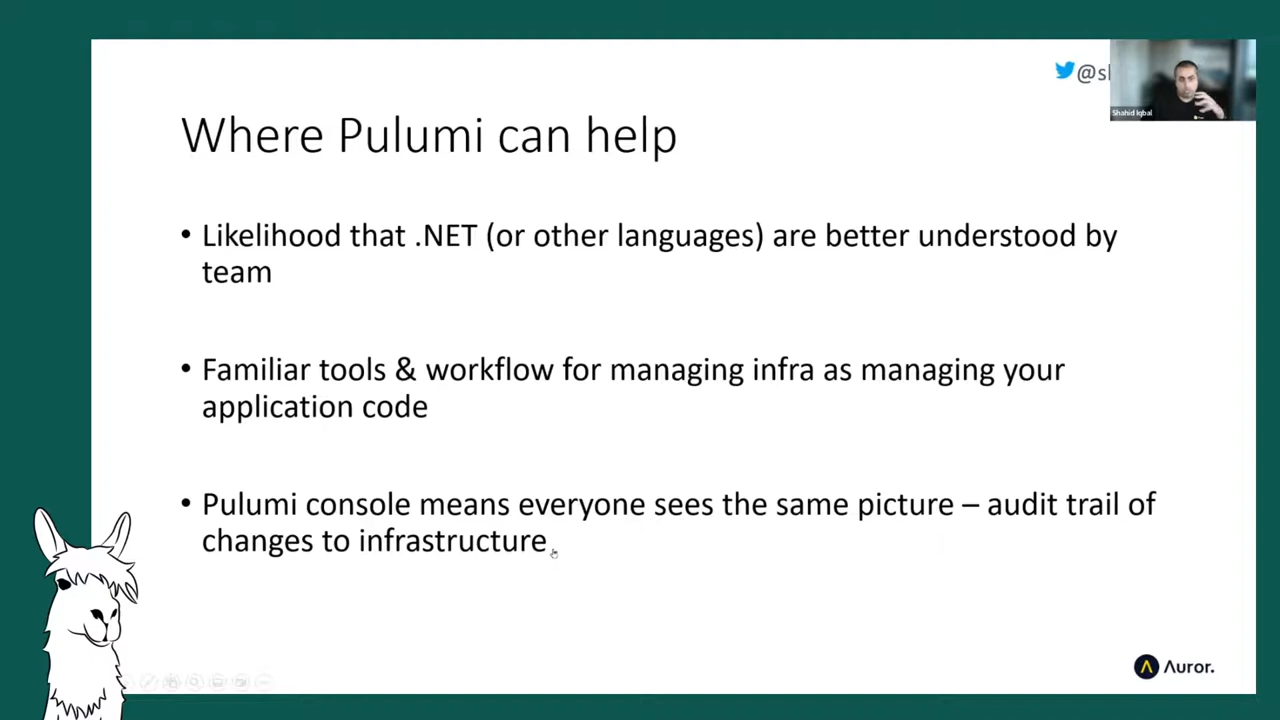 @sh
Shahid Iqbal
Where Pulumi can help
• Likelihood that .NET (or other languages) are better understood by
team
• Familiar tools & workflow for managing infra as managing your
application code
• Pulumi console means everyone sees the same picture – audit trail of
changes to infrastructure
Auror.